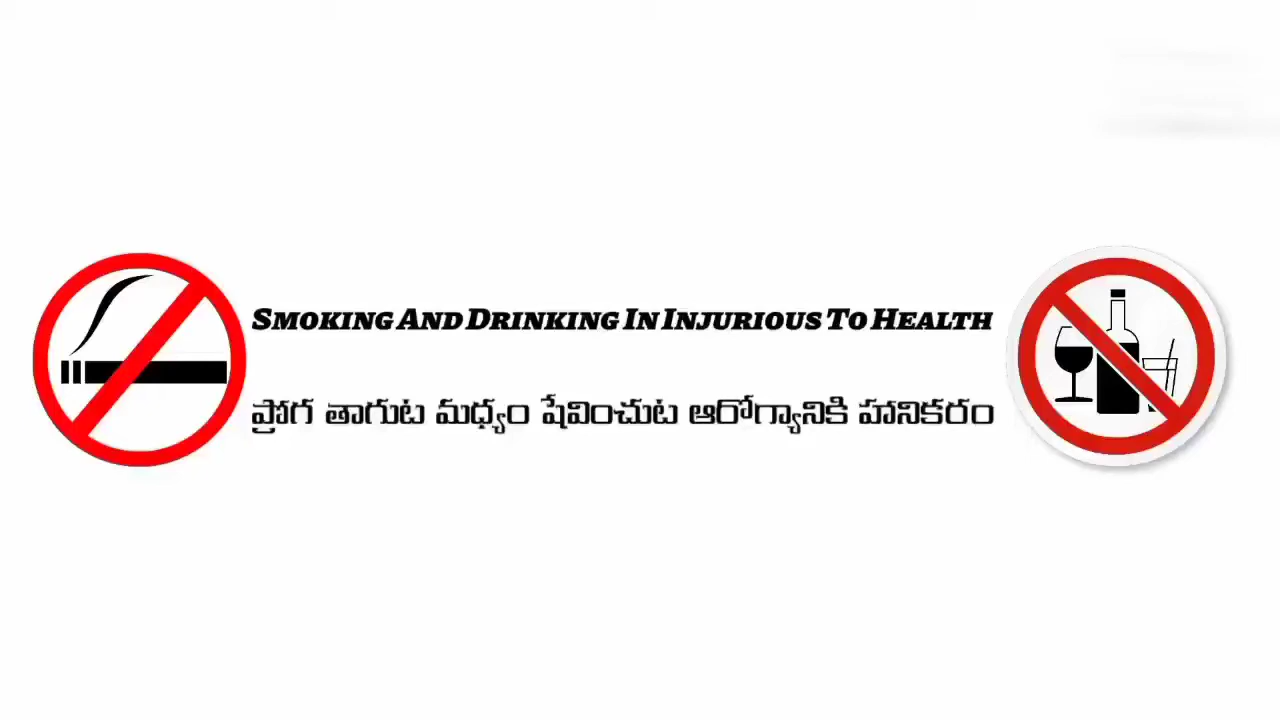 Smoking And Drinking In Injurious To Health
ప్రోగ తాగుట మధ్యం షేవించుట ఆరోగ్యానికి హానికరం